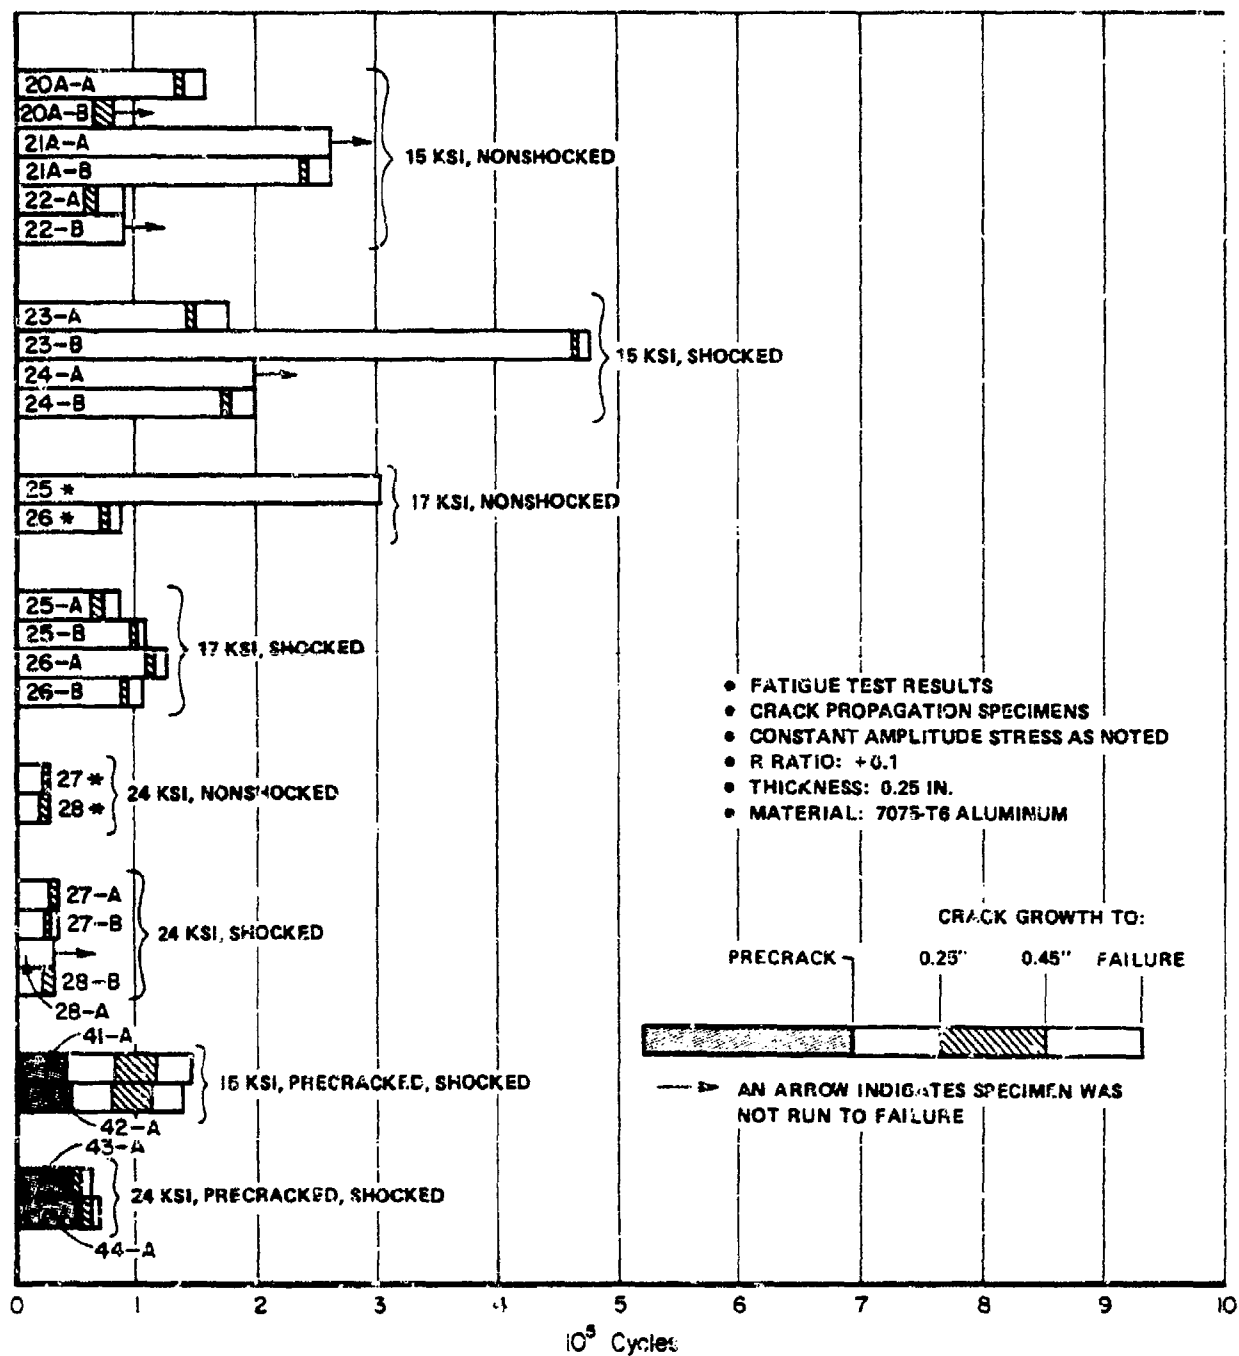 20A-A
20A-B
21A-A
21A-B
22-A
22-B
15 KSI, NONSHOCKED
23-A
23-B
24-A
24-B
15 KSI, SHOCKED
25 *
26 *
17 KSI, NONSHOCKED
25-A
25-B
26-A
26-B
17 KSI, SHOCKED
• FATIGUE TEST RESULTS
• CRACK PROPAGATION SPECIMENS
• CONSTANT AMPLITUDE STRESS AS NOTED
• R RATIO: +0.1
• THICKNESS: 0.25 IN.
• MATERIAL: 7075-T6 ALUMINUM
27 *
28 *
24 KSI, NONSHOCKED
27-A
27-B
28-B
28-A
24 KSI, SHOCKED
CRACK GROWTH TO:
PRECRACK 0.25" 0.45" FAILURE
AN ARROW INDICATES SPECIMEN WAS
NOT RUN TO FAILURE
41-A
42-A
15 KSI, PRECRACKED, SHOCKED
43-A
44-A
24 KSI, PRECRACKED, SHOCKED
0 1 2 3 4 5 6 7 8 9 10
10⁵ Cycles